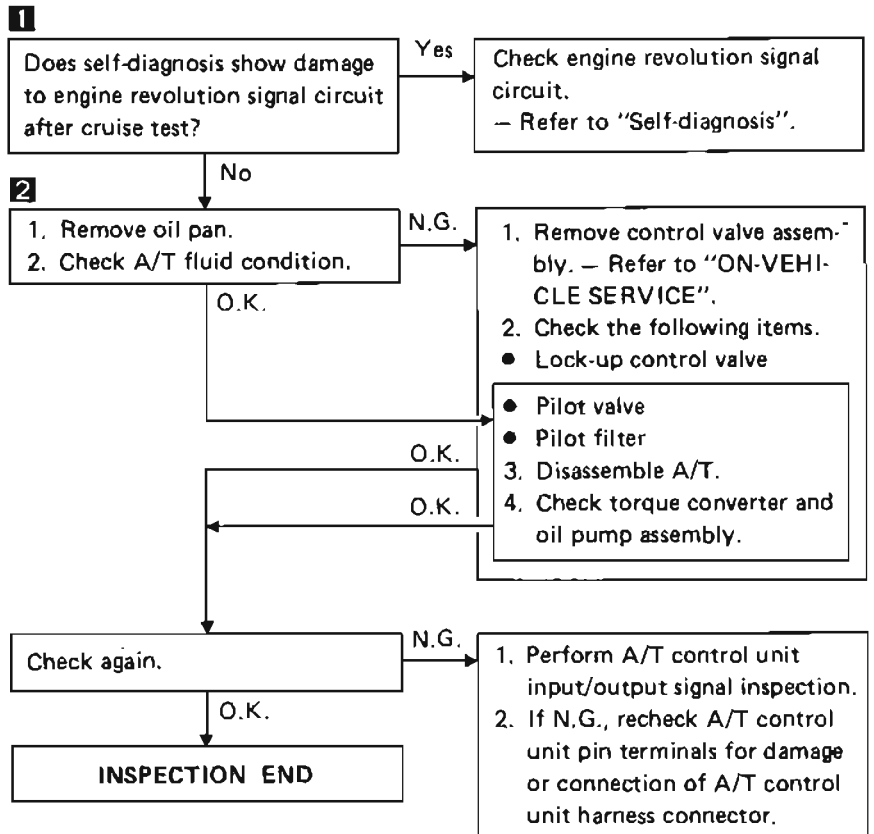 1
Does self-diagnosis show damage
to engine revolution signal circuit
after cruise test?
Yes
Check engine revolution signal
circuit.
– Refer to "Self-diagnosis".
No
2
1. Remove oil pan.
2. Check A/T fluid condition.
N.G.
O.K.
1. Remove control valve assem-
bly. – Refer to "ON-VEHI-
CLE SERVICE".
2. Check the following items.
● Lock-up control valve
● Pilot valve
● Pilot filter
3. Disassemble A/T.
4. Check torque converter and
oil pump assembly.
O.K.
O.K.
Check again.
N.G.
O.K.
1. Perform A/T control unit
input/output signal inspection.
2. If N.G., recheck A/T control
unit pin terminals for damage
or connection of A/T control
unit harness connector.
INSPECTION END